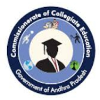 Commissionerate of Collegiate Education
Government of Andhra Pradesh